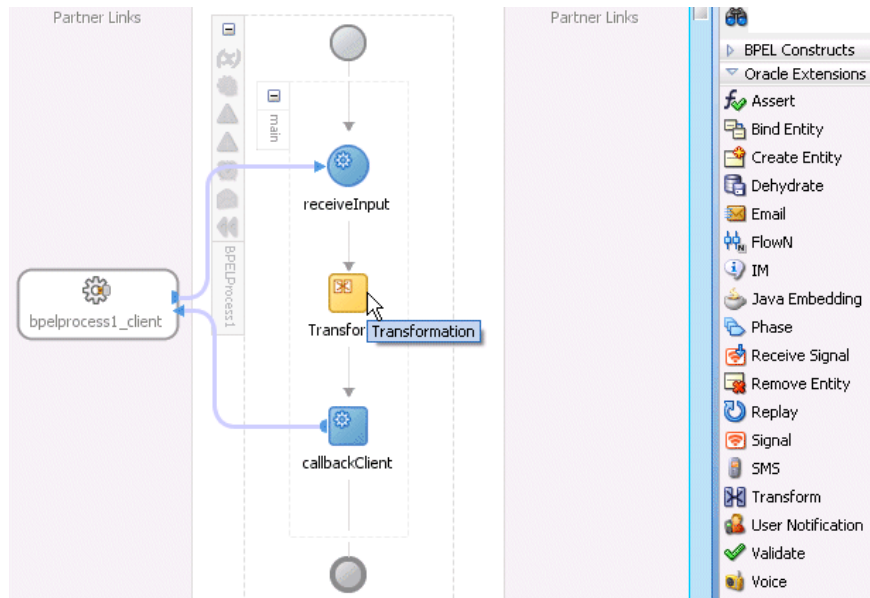 Partner Links
Partner Links
BPEL Constructs
Oracle Extensions
Assert
Bind Entity
Create Entity
Dehydrate
Email
FlowN
IM
Java Embedding
Phase
Receive Signal
Remove Entity
Replay
Signal
SMS
Transform
User Notification
Validate
Voice
main
receiveInput
BPELProcess1
bpelprocess1_client
Transfor
Transformation
callbackClient